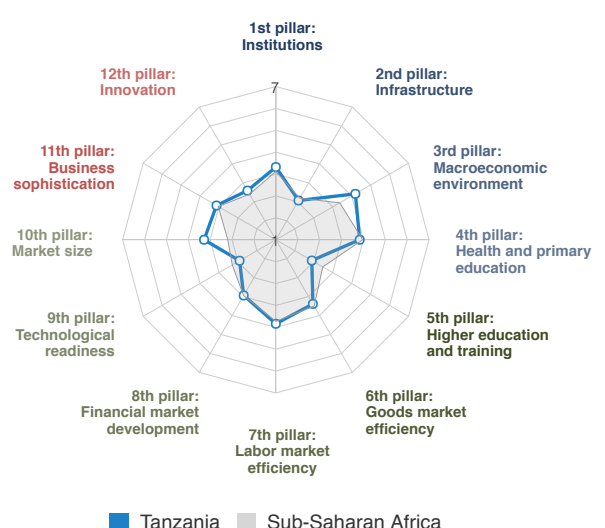 1st pillar:
Institutions
2nd pillar:
Infrastructure
3rd pillar:
Macroeconomic
environment
4th pillar:
Health and primary
education
5th pillar:
Higher education
and training
6th pillar:
Goods market
efficiency
7th pillar:
Labor market
efficiency
8th pillar:
Financial market
development
9th pillar:
Technological
readiness
10th pillar:
Market size
11th pillar:
Business
sophistication
12th pillar:
Innovation
7
1
Tanzania
Sub-Saharan Africa